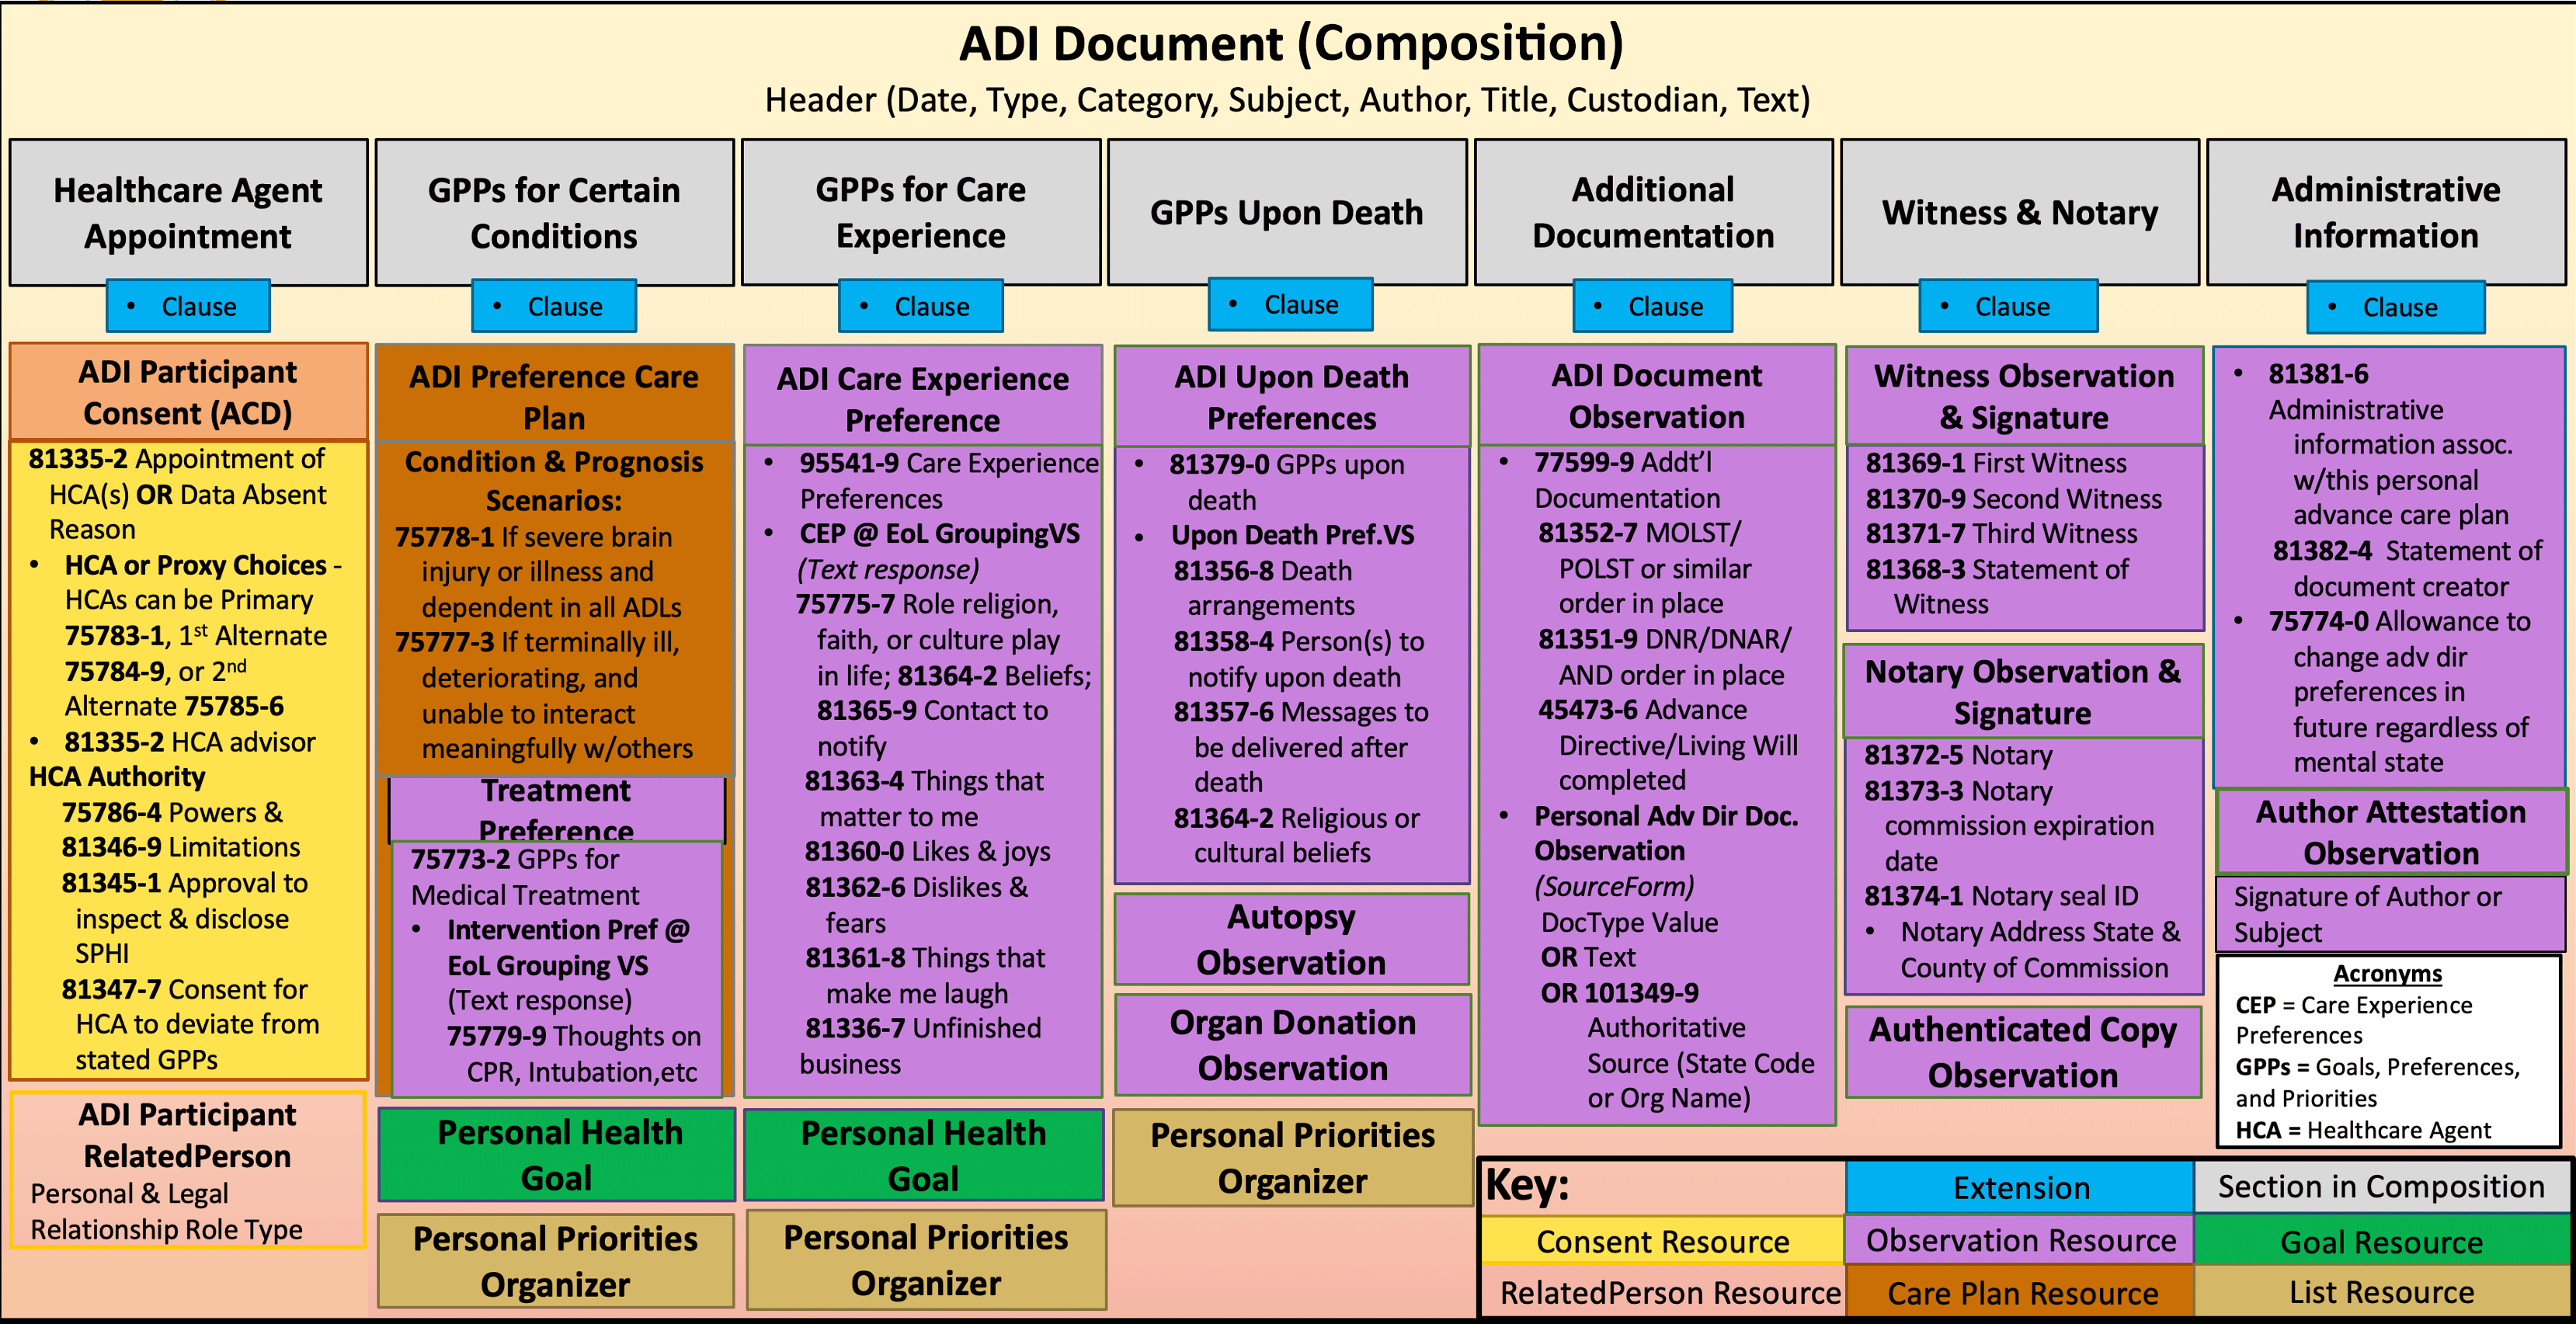 ADI Document (Composition)
Header (Date, Type, Category, Subject, Author, Title, Custodian, Text)
Healthcare Agent
Appointment
• Clause
ADI Participant
Consent (ACD)
81335-2 Appointment of
HCA(s) OR Data Absent
Reason
• HCA or Proxy Choices -
HCAs can be Primary
75783-1, 1st Alternate
75784-9, or 2nd
Alternate 75785-6
• 81335-2 HCA advisor
HCA Authority
75786-4 Powers &
81346-9 Limitations
81345-1 Approval to
inspect & disclose
SPHI
81347-7 Consent for
HCA to deviate from
stated GPPs
ADI Participant
RelatedPerson
Personal & Legal
Relationship Role Type
GPPs for Certain
Conditions
• Clause
ADI Preference Care
Plan
Condition & Prognosis
Scenarios:
75778-1 If severe brain
injury or illness and
dependent in all ADLs
75777-3 If terminally ill,
deteriorating, and
unable to interact
meaningfully w/others
Treatment
Preference
75773-2 GPPs for
Medical Treatment
• Intervention Pref @
EoL Grouping VS
(Text response)
75779-9 Thoughts on
CPR, Intubation,etc
Personal Health
Goal
Personal Priorities
Organizer
GPPs for Care
Experience
• Clause
ADI Care Experience
Preference
• 95541-9 Care Experience
Preferences
• CEP @ EoL GroupingVS
(Text response)
75775-7 Role religion,
faith, or culture play
in life; 81364-2 Beliefs;
81365-9 Contact to
notify
81363-4 Things that
matter to me
81360-0 Likes & joys
81362-6 Dislikes &
fears
81361-8 Things that
make me laugh
81336-7 Unfinished
business
Personal Health
Goal
Personal Priorities
Organizer
GPPs Upon Death
• Clause
ADI Upon Death
Preferences
• 81379-0 GPPs upon
death
• Upon Death Pref.VS
81356-8 Death
arrangements
81358-4 Person(s) to
notify upon death
81357-6 Messages to
be delivered after
death
81364-2 Religious or
cultural beliefs
Autopsy
Observation
Organ Donation
Observation
Personal Priorities
Organizer
Additional
Documentation
• Clause
ADI Document
Observation
• 77599-9 Addt'l
Documentation
81352-7 MOLST/
POLST or similar
order in place
81351-9 DNR/DNAR/
AND order in place
45473-6 Advance
Directive/Living Will
completed
• Personal Adv Dir Doc.
Observation
(SourceForm)
DocType Value
OR Text
OR 101349-9
Authoritative
Source (State Code
or Org Name)
Witness & Notary
• Clause
Witness Observation
& Signature
81369-1 First Witness
81370-9 Second Witness
81371-7 Third Witness
81368-3 Statement of
Witness
Notary Observation &
Signature
81372-5 Notary
81373-3 Notary
commission expiration
date
81374-1 Notary seal ID
• Notary Address State &
County of Commission
Authenticated Copy
Observation
Administrative
Information
• Clause
• 81381-6
Administrative
information assoc.
w/this personal
advance care plan
81382-4 Statement of
document creator
• 75774-0 Allowance to
change adv dir
preferences in
future regardless of
mental state
Author Attestation
Observation
Signature of Author or
Subject
Acronyms
CEP = Care Experience
Preferences
GPPs = Goals, Preferences,
and Priorities
HCA = Healthcare Agent
Key:
Extension
Section in Composition
Consent Resource
Observation Resource
Goal Resource
RelatedPerson Resource
Care Plan Resource
List Resource